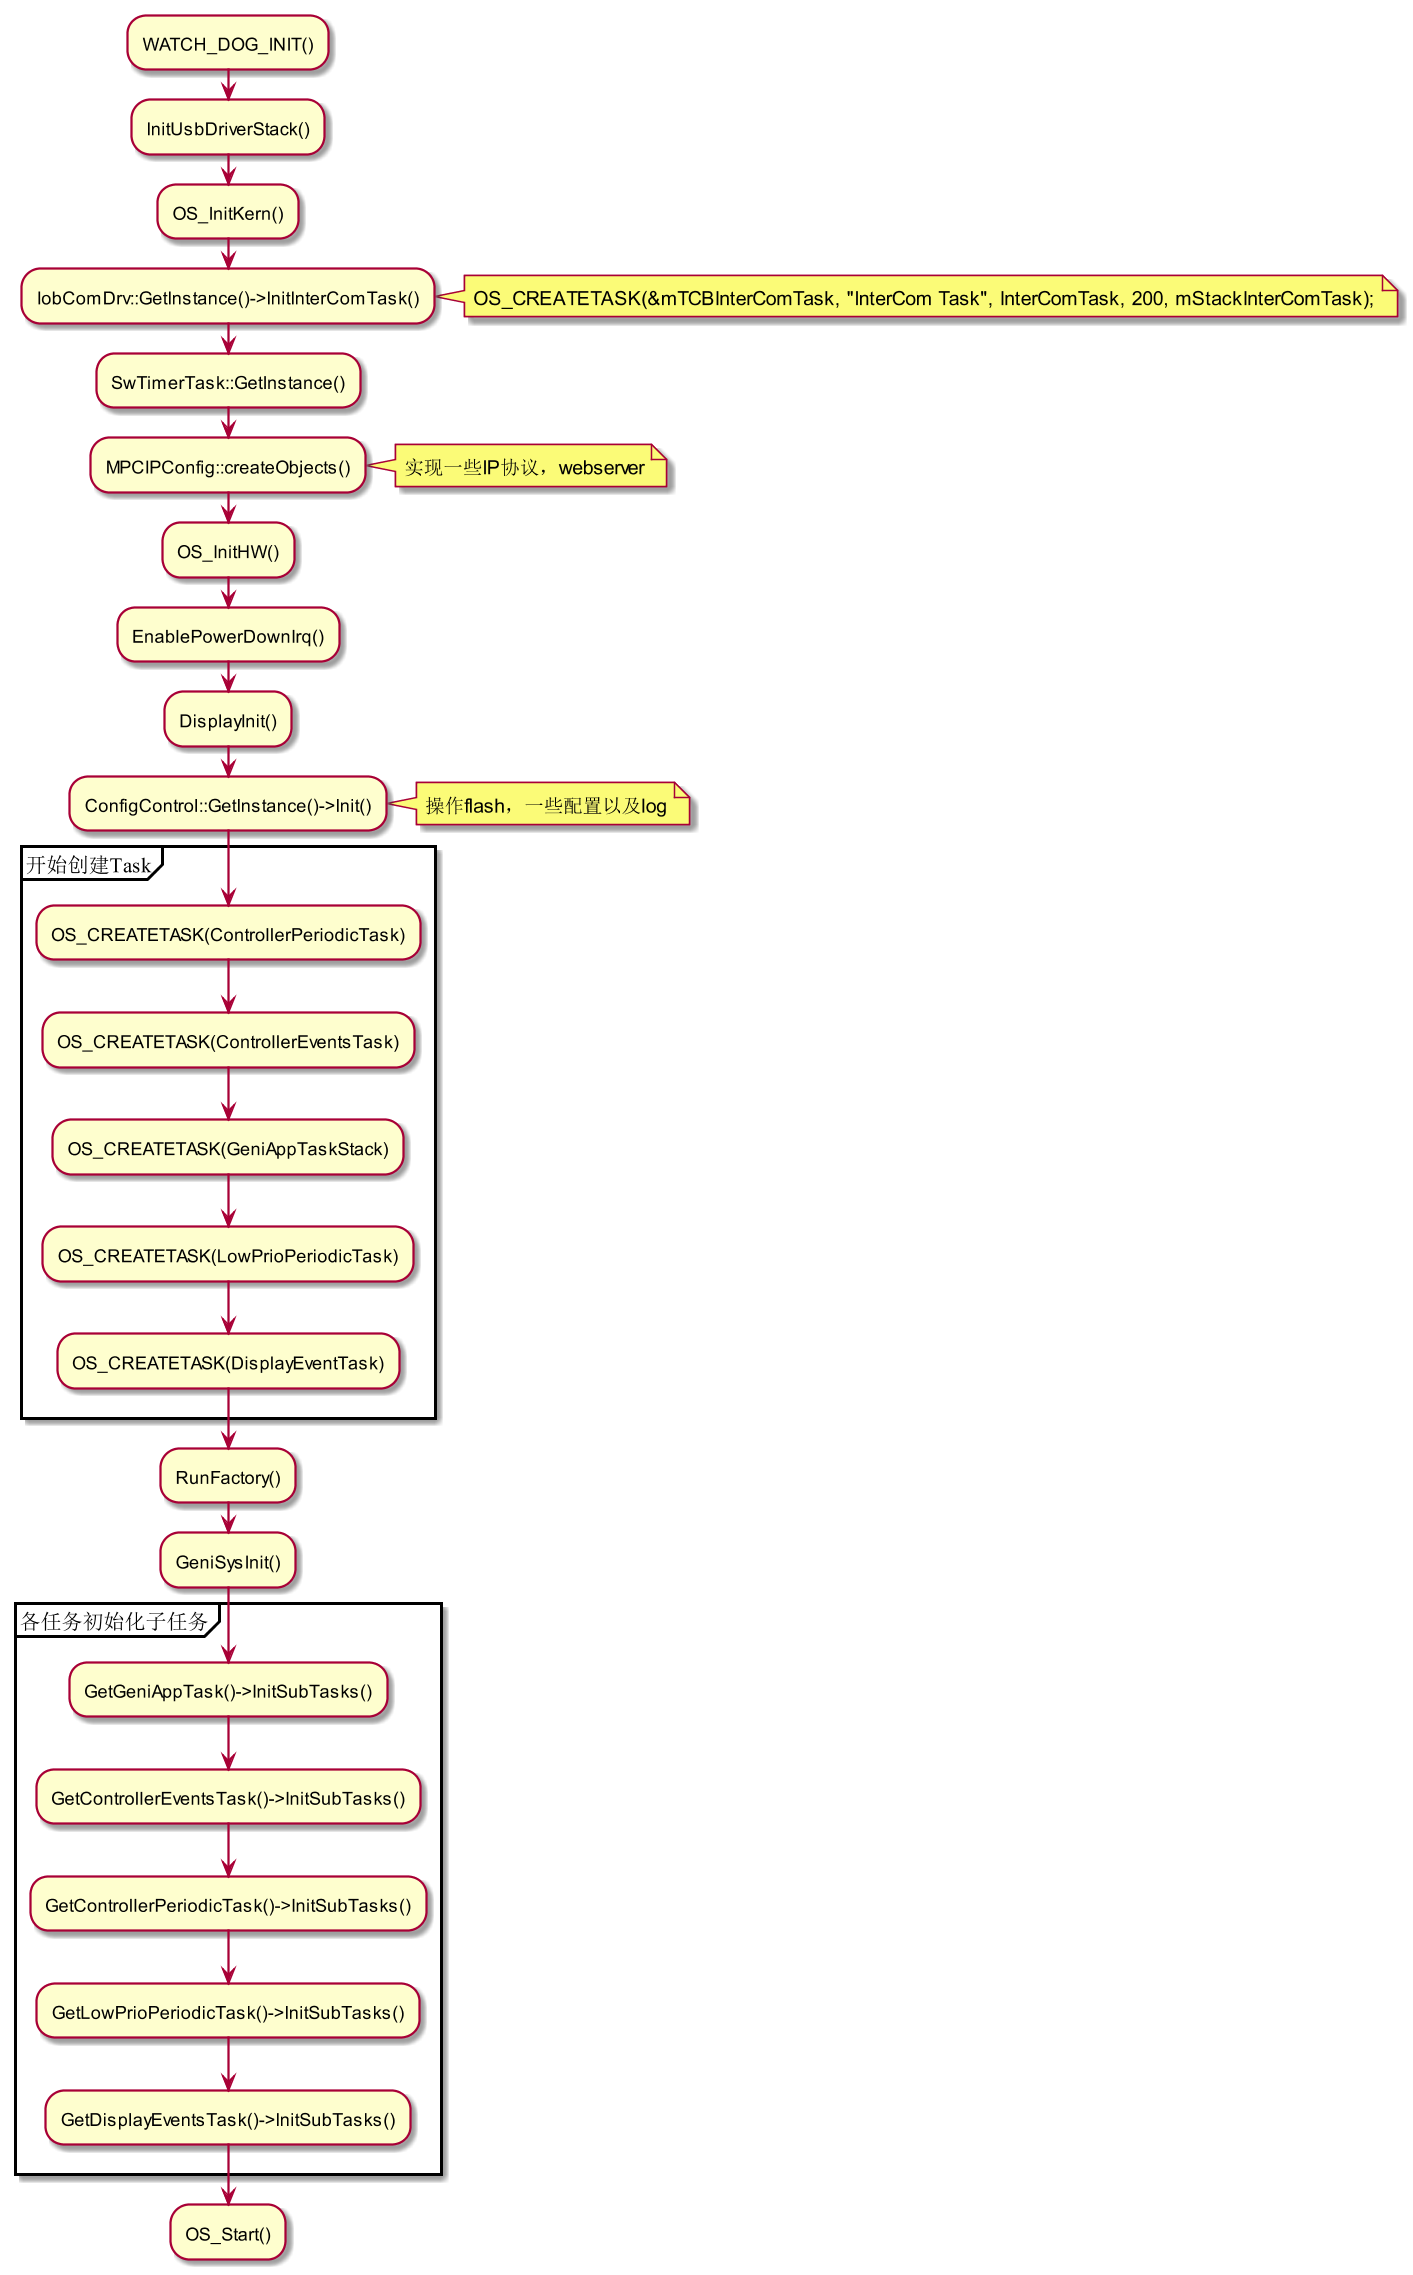 WATCH_DOG_INIT()
InitUsbDriverStack()
OS_InitKern()
IobComDrv::GetInstance()->InitInterComTask()
OS_CREATETASK(&mTCBInterComTask, "InterCom Task", InterComTask, 200, mStackInterComTask);
SwTimerTask::GetInstance()
MPCIPConfig::createObjects()
实现一些IP协议，webserver
OS_InitHW()
EnablePowerDownIrq()
DisplayInit()
ConfigControl::GetInstance()->Init()
操作flash，一些配置以及log
开始创建Task
OS_CREATETASK(ControllerPeriodicTask)
OS_CREATETASK(ControllerEventsTask)
OS_CREATETASK(GeniAppTaskStack)
OS_CREATETASK(LowPrioPeriodicTask)
OS_CREATETASK(DisplayEventTask)
RunFactory()
GeniSysInit()
各任务初始化子任务
GetGeniAppTask()->InitSubTasks()
GetControllerEventsTask()->InitSubTasks()
GetControllerPeriodicTask()->InitSubTasks()
GetLowPrioPeriodicTask()->InitSubTasks()
GetDisplayEventsTask()->InitSubTasks()
OS_Start()